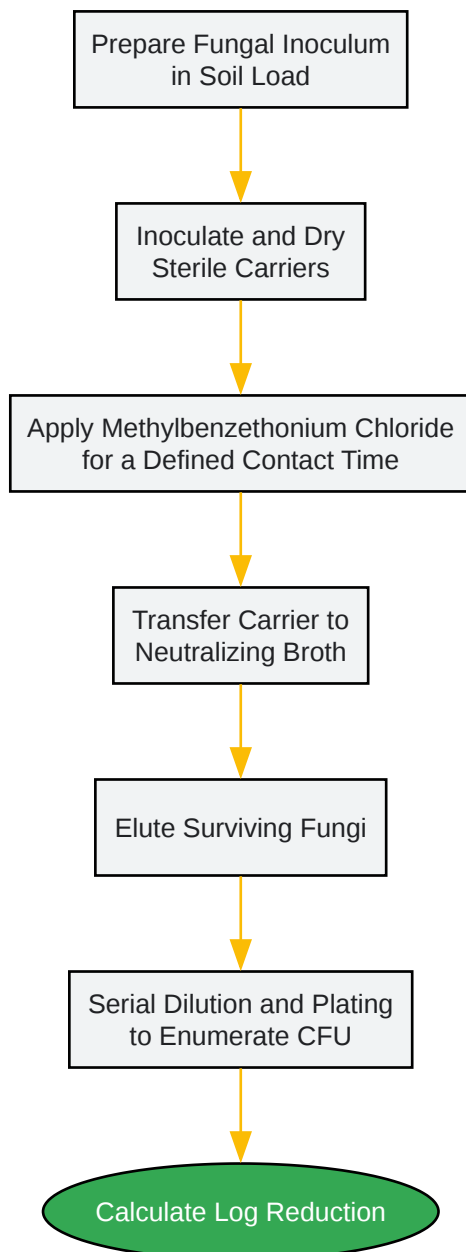 Prepare Fungal Inoculum
in Soil Load
Inoculate and Dry
Sterile Carriers
Apply Methylbenzethonium Chloride
for a Defined Contact Time
Transfer Carrier to
Neutralizing Broth
Elute Surviving Fungi
Serial Dilution and Plating
to Enumerate CFU
Calculate Log Reduction